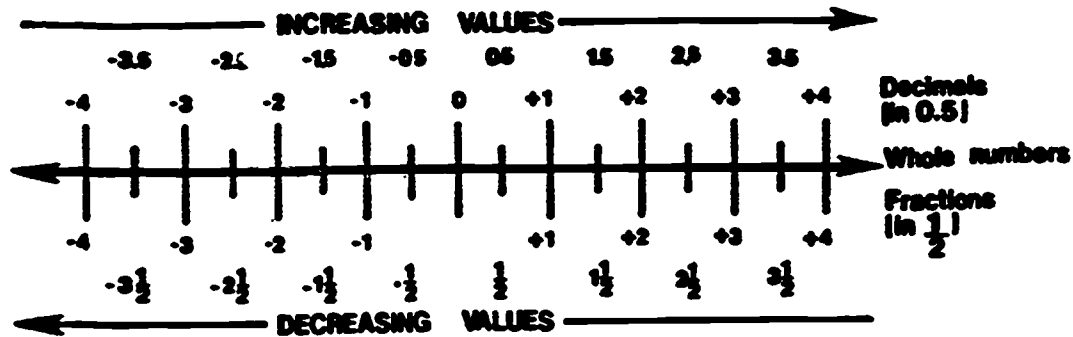 INCREASING VALUES
-3.5 -2.5 -1.5 -0.5 0.5 1.5 2.5 3.5
-4 -3 -2 -1 0 +1 +2 +3 +4
Decimals
(in 0.5)
Whole numbers
Fractions
(in 1/2)
-4 -3 -2 -1 +1 +2 +3 +4
-3 1/2 -2 1/2 -1 1/2 -1/2 1/2 1 1/2 2 1/2 3 1/2
DECREASING VALUES